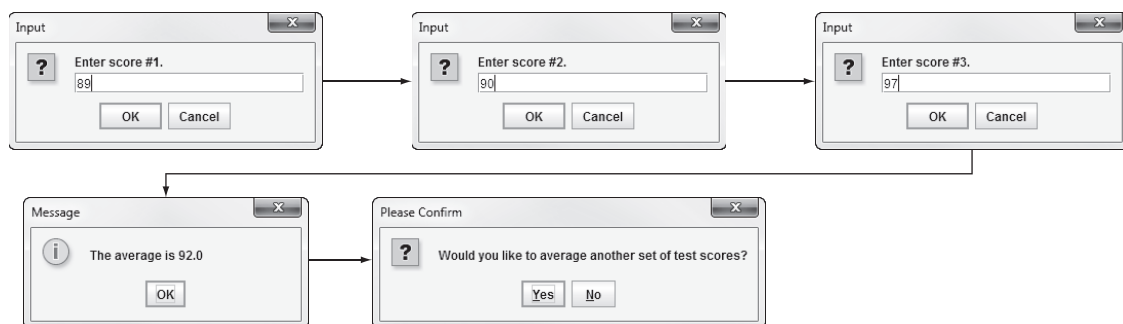 Input
Enter score #1.
89
OK Cancel
Input
Enter score #2.
90
OK Cancel
Input
Enter score #3.
97
OK Cancel
Message
The average is 92.0
OK
Please Confirm
Would you like to average another set of test scores?
Yes No